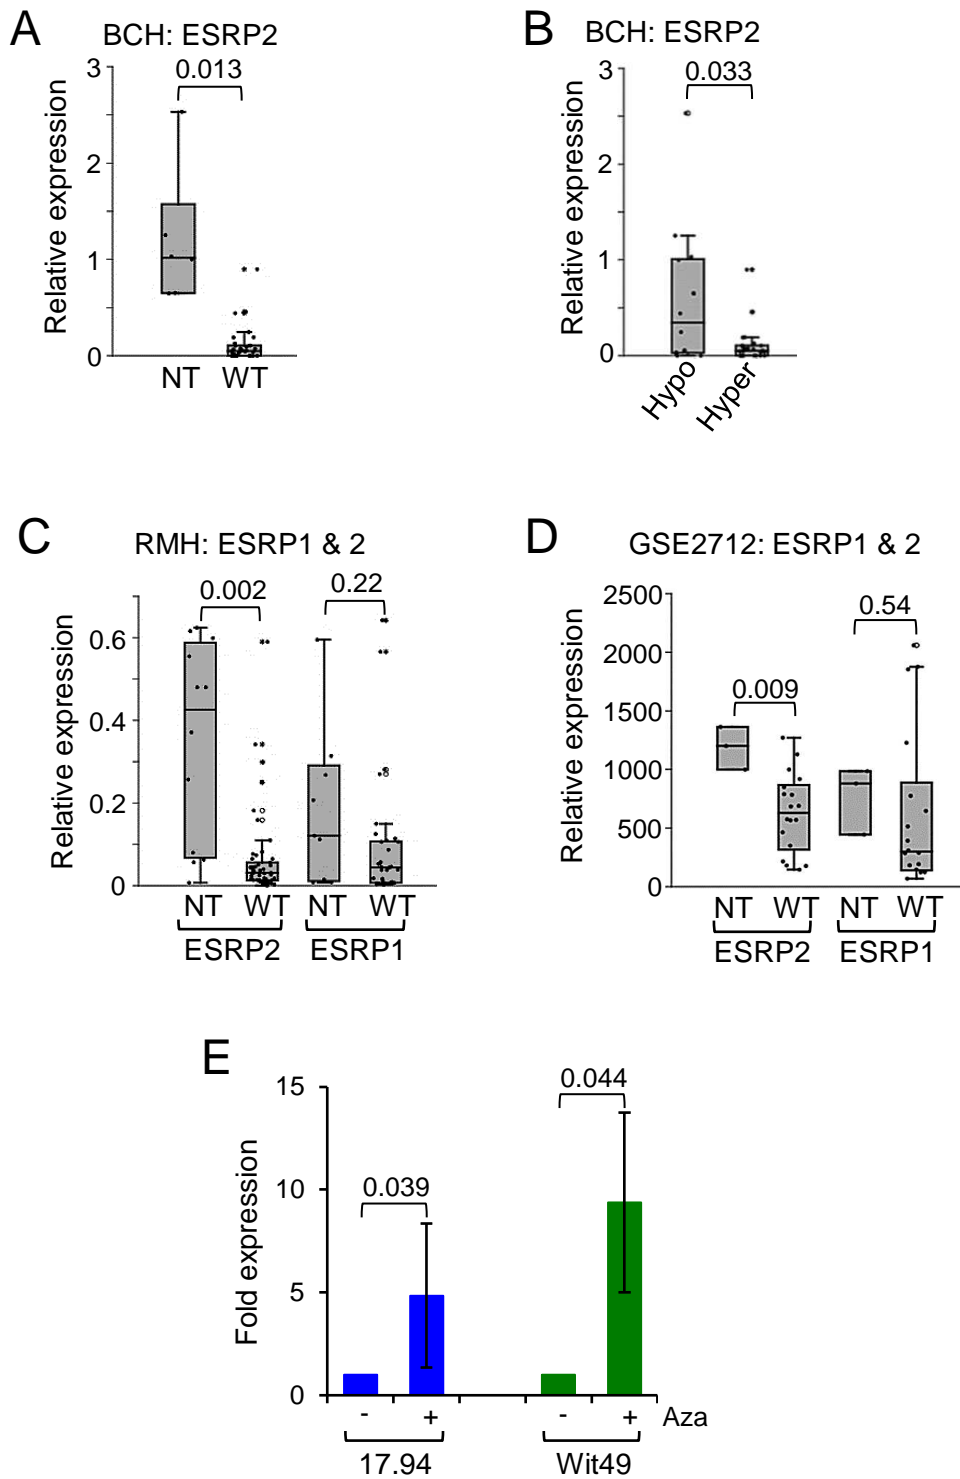 A
BCH: ESRP2
0.013
Relative expression
3
2
1
0
NT WT
B
BCH: ESRP2
0.033
Relative expression
3
2
1
0
Hypo
Hyper
C
RMH: ESRP1 & 2
0.002
0.22
Relative expression
0.6
0.4
0.2
0
NT WT NT WT
ESRP2 ESRP1
D
GSE2712: ESRP1 & 2
0.54
0.009
Relative expression
2500
2000
1500
1000
500
0
NT WT NT WT
ESRP2 ESRP1
E
0.044
0.039
Fold expression
15
10
5
0
- + - + Aza
17.94 Wit49